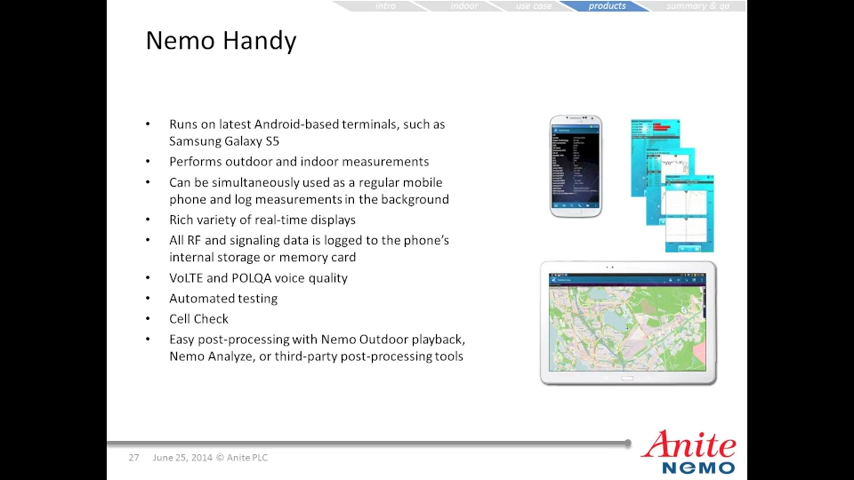 intro
indoor
use case
products
summary & qa
Nemo Handy
• Runs on latest Android-based terminals, such as
Samsung Galaxy S5
• Performs outdoor and indoor measurements
• Can be simultaneously used as a regular mobile
phone and log measurements in the background
• Rich variety of real-time displays
• All RF and signaling data is logged to the phone's
internal storage or memory card
• VoLTE and POLQA voice quality
• Automated testing
• Cell Check
• Easy post-processing with Nemo Outdoor playback,
Nemo Analyze, or third-party post-processing tools
27 June 25, 2014 © Anite PLC
Anite
NEMO